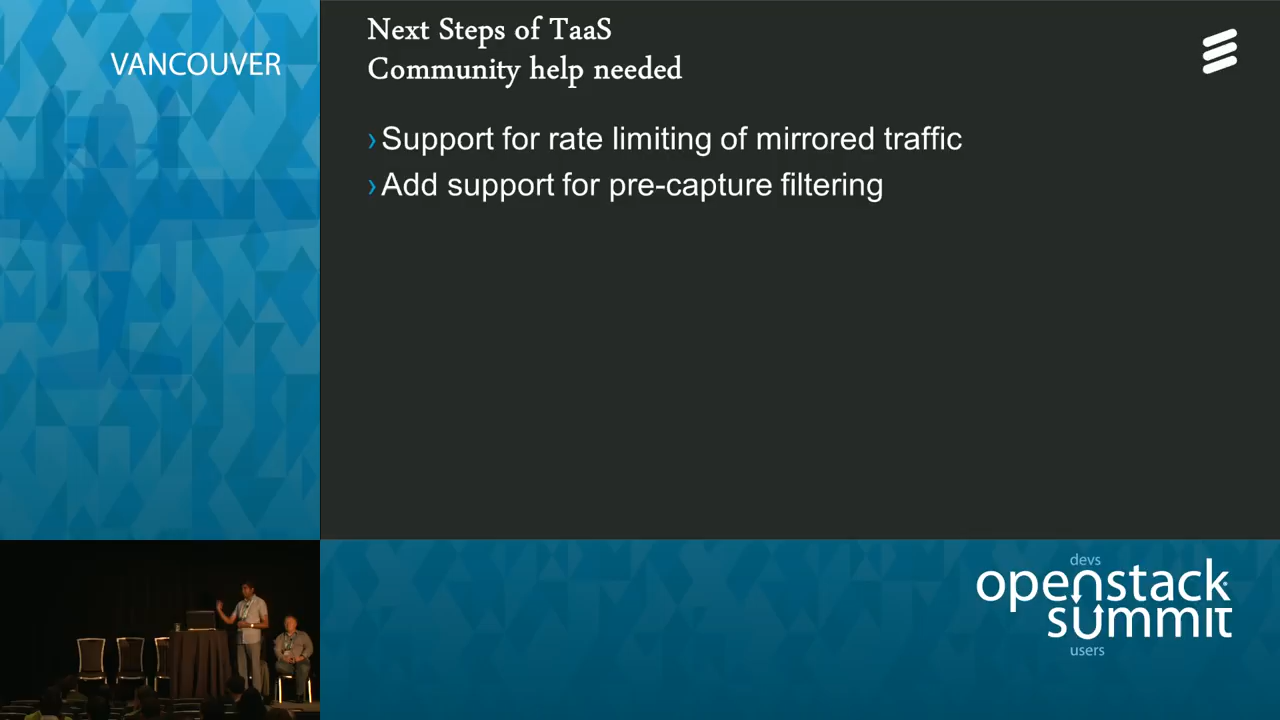 VANCOUVER
Next Steps of TaaS
Community help needed
› Support for rate limiting of mirrored traffic
› Add support for pre-capture filtering
devs
openstack
summit
users